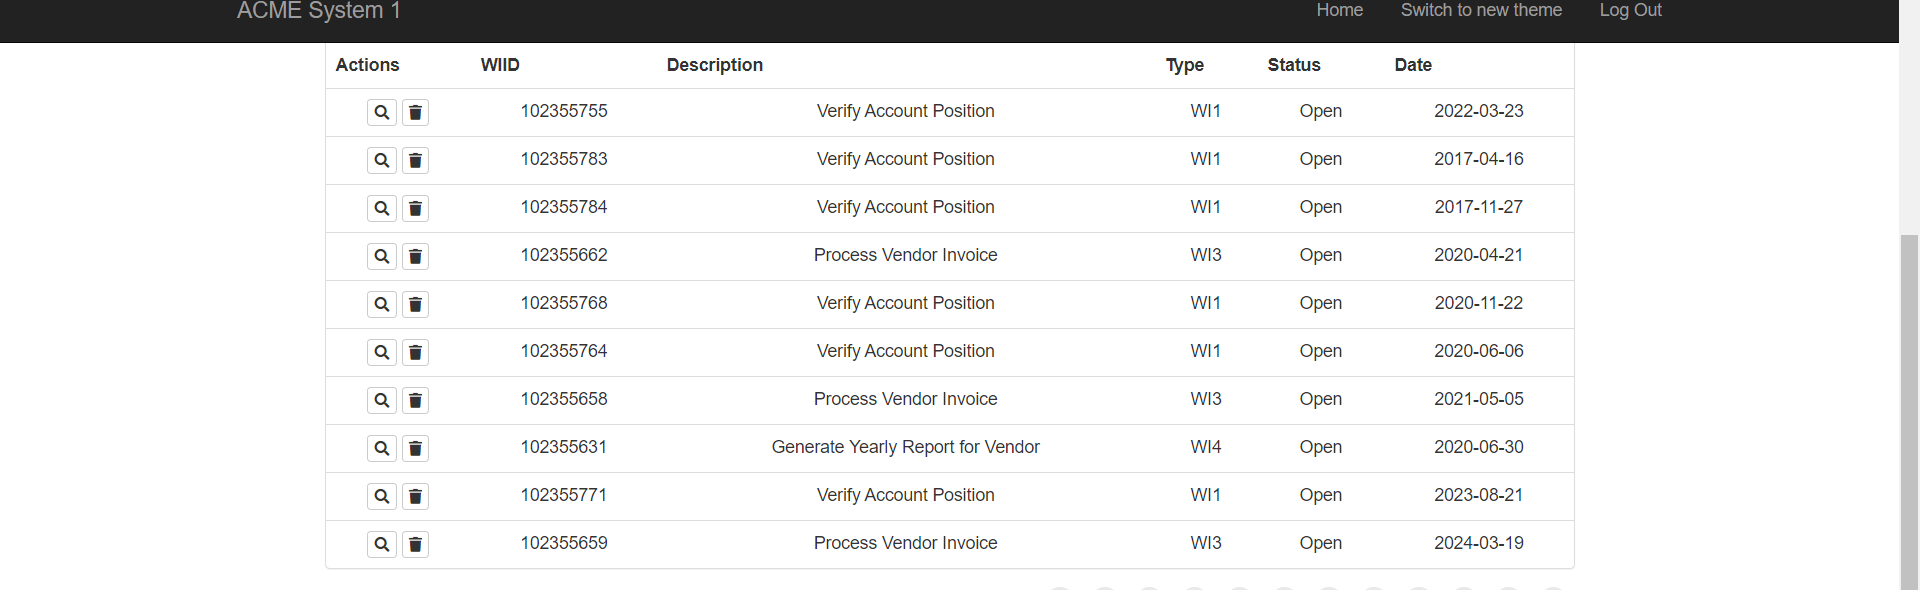 ACME System 1 Home Switch to new theme Log Out
Actions WIID Description Type Status Date
102355755 Verify Account Position WI1 Open 2022-03-23
102355783 Verify Account Position WI1 Open 2017-04-16
102355784 Verify Account Position WI1 Open 2017-11-27
102355662 Process Vendor Invoice WI3 Open 2020-04-21
102355768 Verify Account Position WI1 Open 2020-11-22
102355764 Verify Account Position WI1 Open 2020-06-06
102355658 Process Vendor Invoice WI3 Open 2021-05-05
102355631 Generate Yearly Report for Vendor WI4 Open 2020-06-30
102355771 Verify Account Position WI1 Open 2023-08-21
102355659 Process Vendor Invoice WI3 Open 2024-03-19